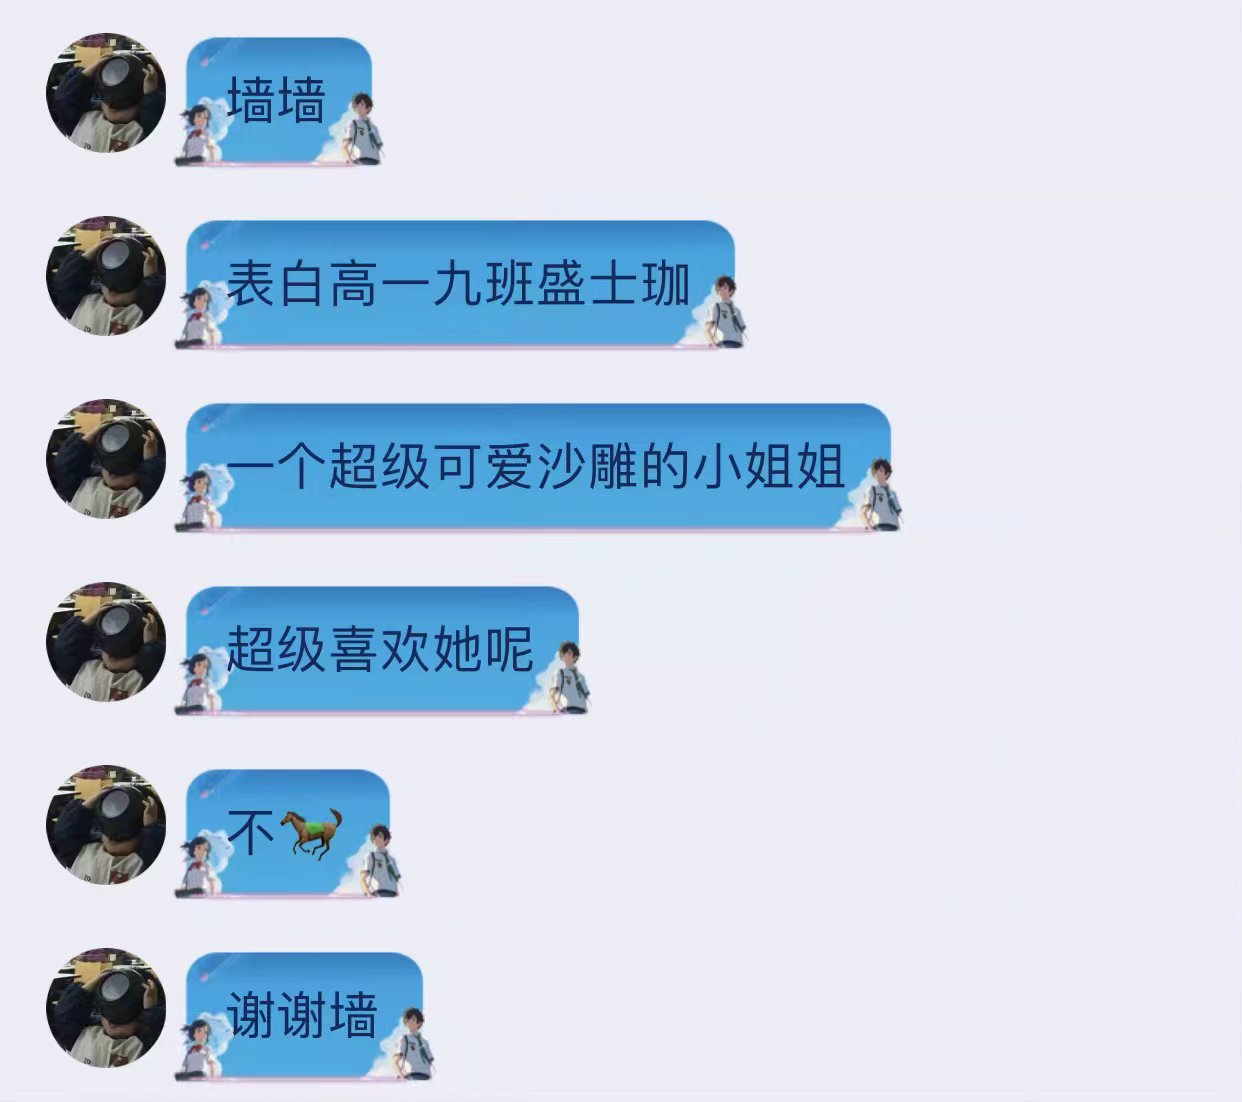 墙墙
表白高一九班盛士珈
一个超级可爱沙雕的小姐姐
超级喜欢她呢
不🐎
谢谢墙